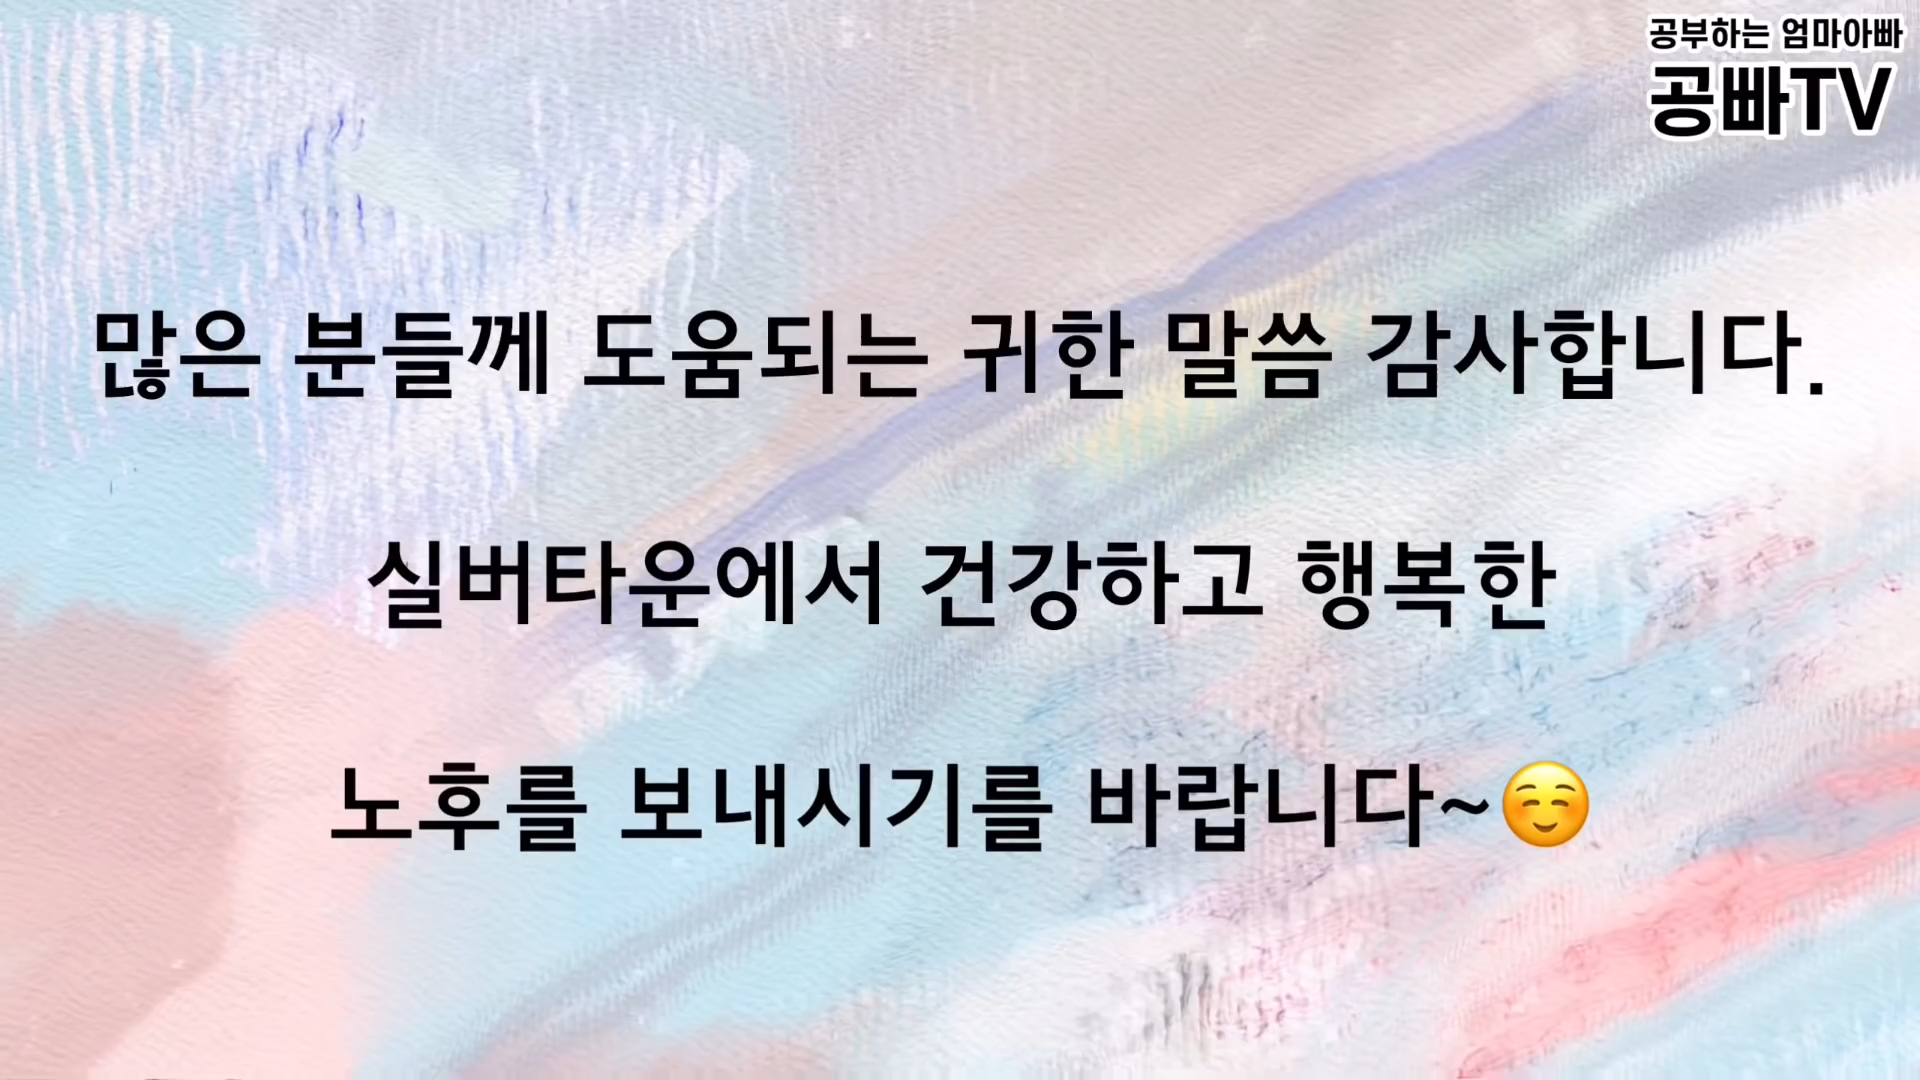 공부하는 엄마아빠
공빠TV
많은 분들께 도움되는 귀한 말씀 감사합니다.
실버타운에서 건강하고 행복한
노후를 보내시기를 바랍니다~☺️